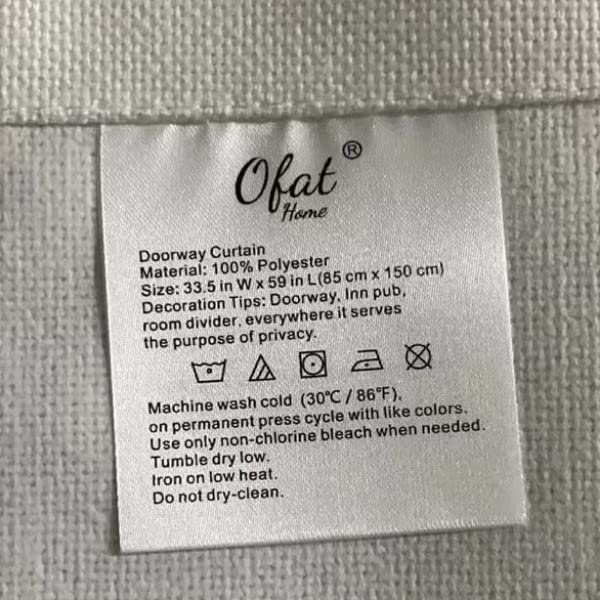 Ofat ®
Home
Doorway Curtain
Material: 100% Polyester
Size: 33.5 in W x 59 in L(85 cm x 150 cm)
Decoration Tips: Doorway, Inn pub,
room divider, everywhere it serves
the purpose of privacy.
Machine wash cold (30℃ / 86℉),
on permanent press cycle with like colors.
Use only non-chlorine bleach when needed.
Tumble dry low.
Iron on low heat.
Do not dry-clean.